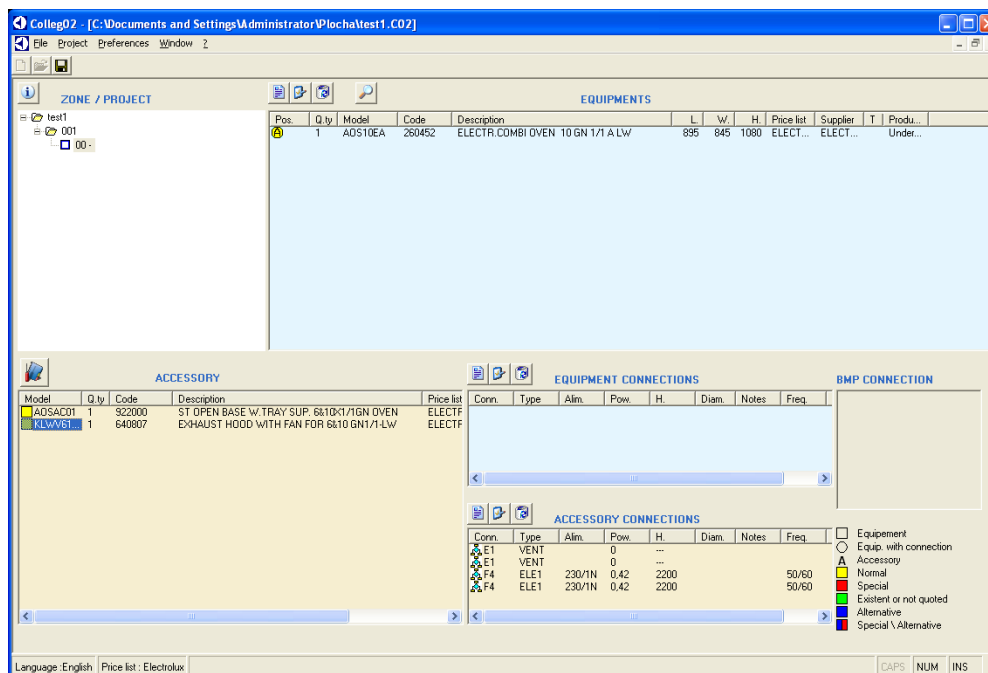 Colleg02 - [C:\Documents and Settings\Administrator\Plocha\test1.C02]
File Project Preferences Window ?
ZONE / PROJECT
test1
001
00 -
EQUIPMENTS
Pos. Q.ty Model Code Description L. W. H. Price list Supplier T Produ...
A 1 AOS10EA 260452 ELECTR.COMBI OVEN 10 GN 1/1 A LW 895 845 1080 ELECT... ELECT... Under...
ACCESSORY
Model Q.ty Code Description Price list
AOSAC01 1 922000 ST OPEN BASE W.TRAY SUP. 6&10X1/1GN OVEN ELECTR
KLWV61... 1 640807 EXHAUST HOOD WITH FAN FOR 6&10 GN1/1-LW ELECTR
EQUIPMENT CONNECTIONS
Conn. Type Alim. Pow. H. Diam. Notes Freq.
BMP CONNECTION
ACCESSORY CONNECTIONS
Conn. Type Alim. Pow. H. Diam. Notes Freq.
E1 VENT 0 ---
E1 VENT 0 ---
F4 ELE1 230/1N 0,42 2200 50/60
F4 ELE1 230/1N 0,42 2200 50/60
Equipement
Equip. with connection
A Accessory
Normal
Special
Existent or not quoted
Alternative
Special \ Alternative
Language :English Price list : Electrolux CAPS NUM INS